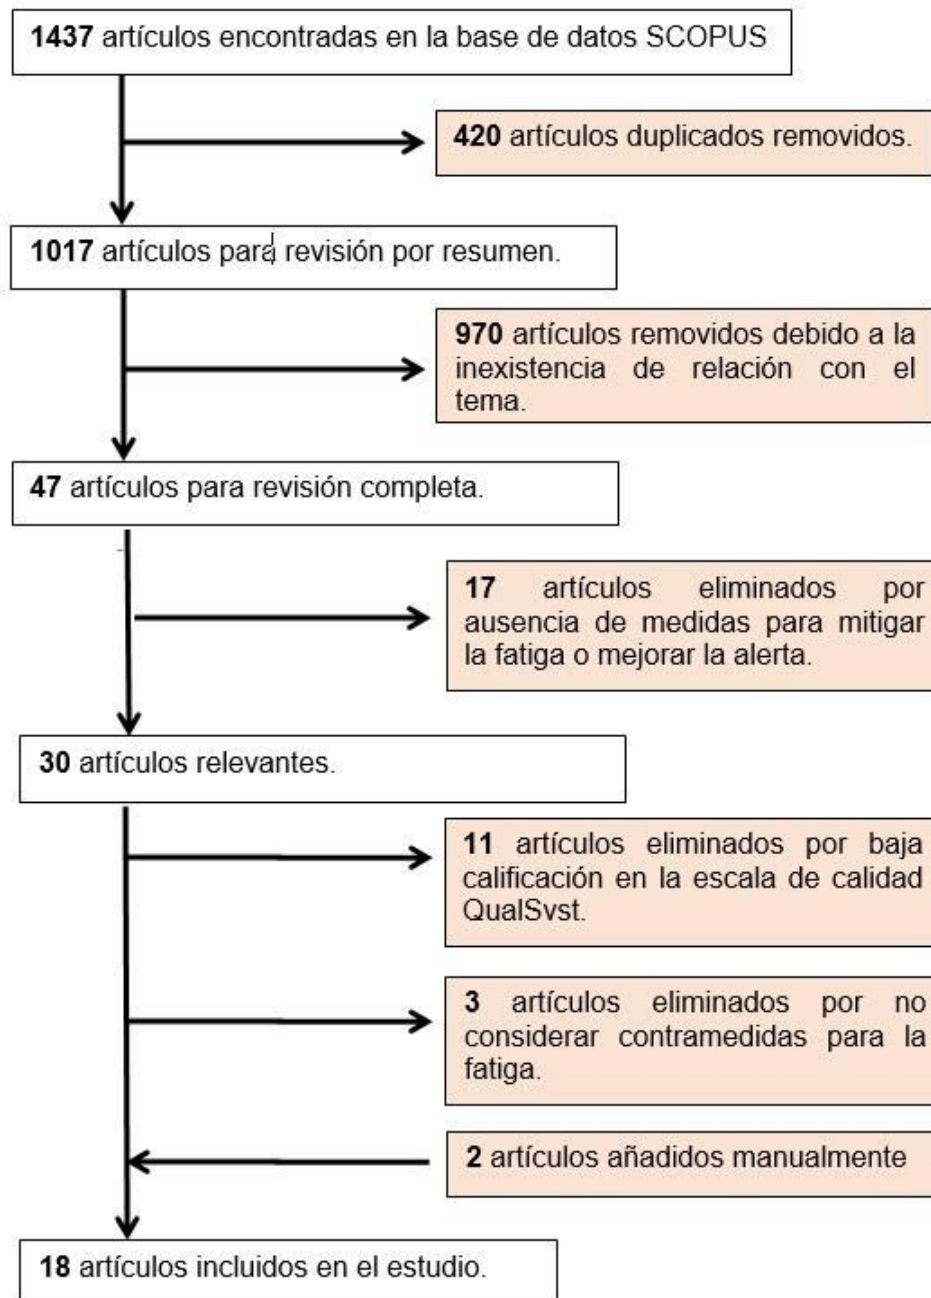 1437 artículos encontradas en la base de datos SCOPUS
420 artículos duplicados removidos.
1017 artículos para revisión por resumen.
970 artículos removidos debido a la
inexistencia de relación con el
tema.
47 artículos para revisión completa.
17 artículos eliminados por
ausencia de medidas para mitigar
la fatiga o mejorar la alerta.
30 artículos relevantes.
11 artículos eliminados por baja
calificación en la escala de calidad
QualSvst.
3 artículos eliminados por no
considerar contramedidas para la
fatiga.
2 artículos añadidos manualmente
18 artículos incluidos en el estudio.